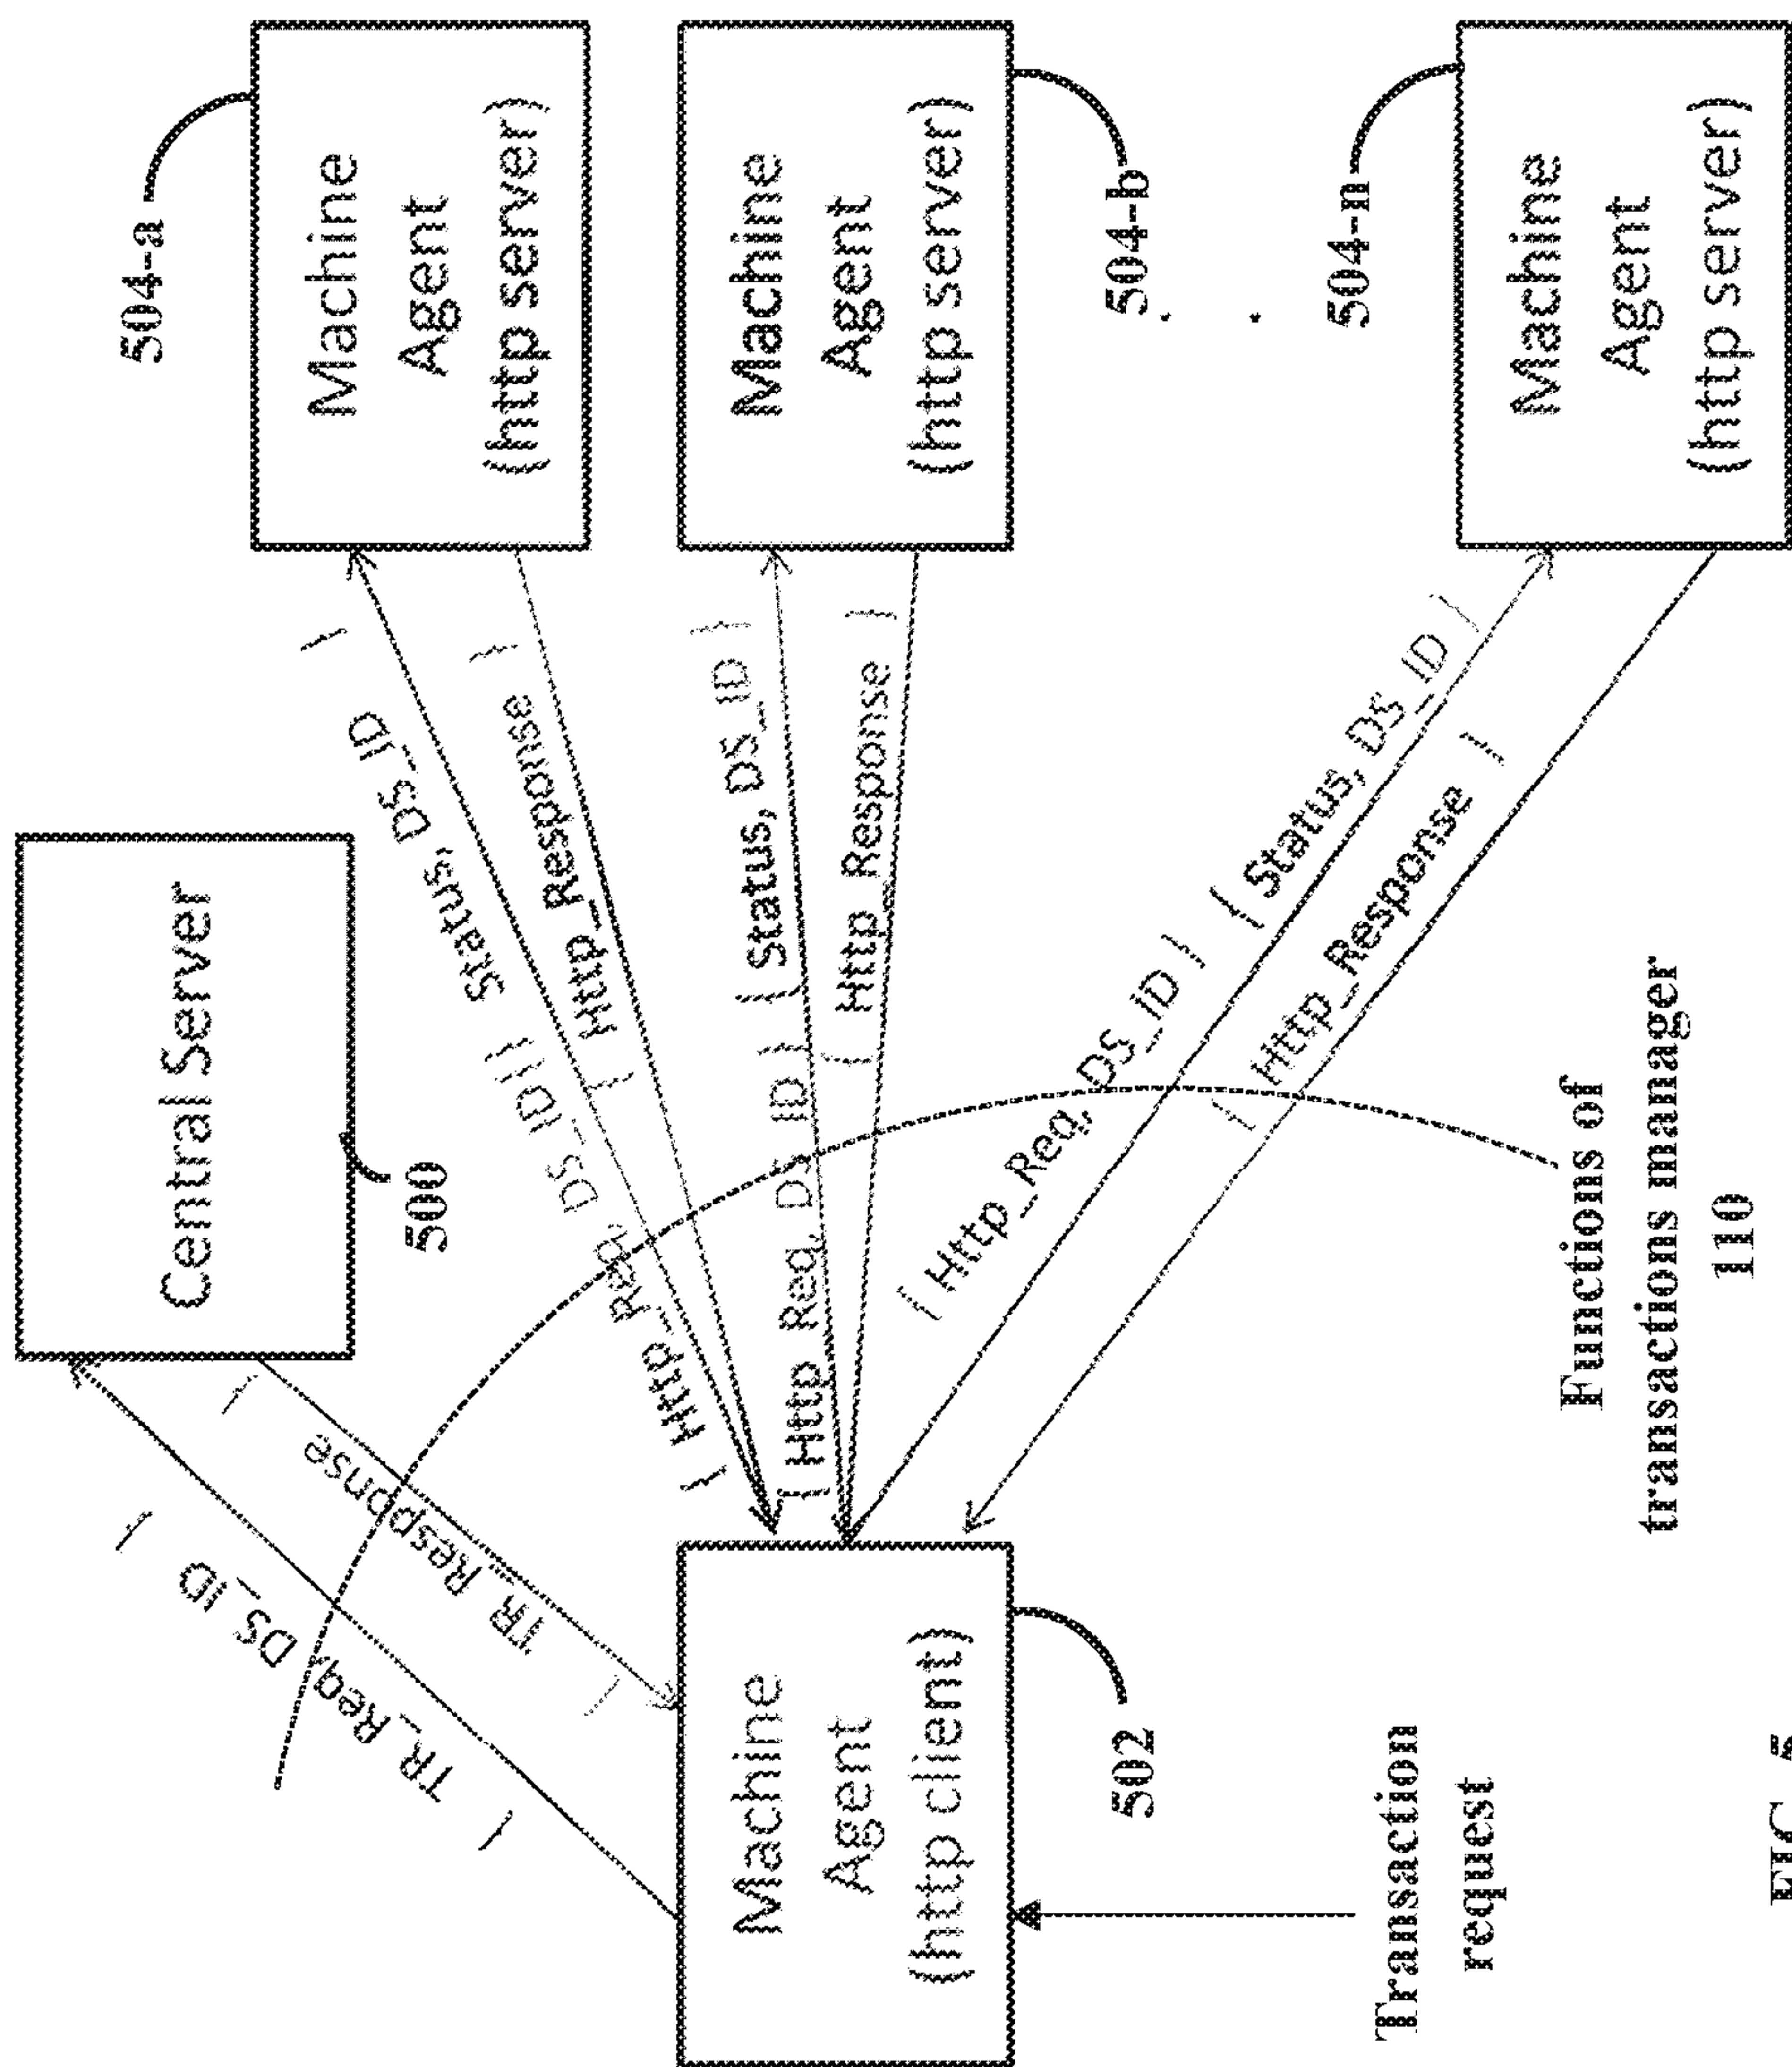 Central Server
500
{ TR_Req, DS_ID }
{ TR_Response }
Machine
Agent
(http client)
502
Transaction
request
{ Http_Req, DS_ID } { Status, DS_ID }
{ Http_Response }
{ Http_Req, DS_ID } { Status, DS_ID }
{ Http_Response }
{ Http_Req, DS_ID } { Status, DS_ID }
{ Http_Response }
504-a
Machine
Agent
(http server)
Machine
Agent
(http server)
504-b
. .
504-n
Machine
Agent
(http server)
Functions of
transactions manager
110
FIG. 5